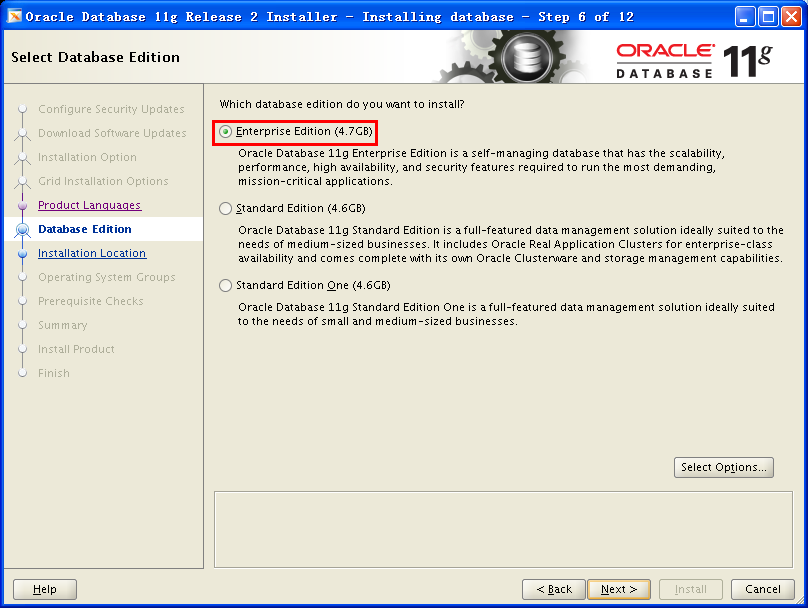 Oracle Database 11g Release 2 Installer - Installing database - Step 6 of 12
Select Database Edition
ORACLE
DATABASE
11g
Configure Security Updates
Download Software Updates
Installation Option
Grid Installation Options
Product Languages
Database Edition
Installation Location
Operating System Groups
Prerequisite Checks
Summary
Install Product
Finish
Which database edition do you want to install?
Enterprise Edition (4.7GB)
Oracle Database 11g Enterprise Edition is a self-managing database that has the scalability,
performance, high availability, and security features required to run the most demanding,
mission-critical applications.
Standard Edition (4.6GB)
Oracle Database 11g Standard Edition is a full-featured data management solution ideally suited to the
needs of medium-sized businesses. It includes Oracle Real Application Clusters for enterprise-class
availability and comes complete with its own Oracle Clusterware and storage management capabilities.
Standard Edition One (4.6GB)
Oracle Database 11g Standard Edition One is a full-featured data management solution ideally suited
to the needs of small and medium-sized businesses.
Select Options...
Help
< Back
Next >
Install
Cancel